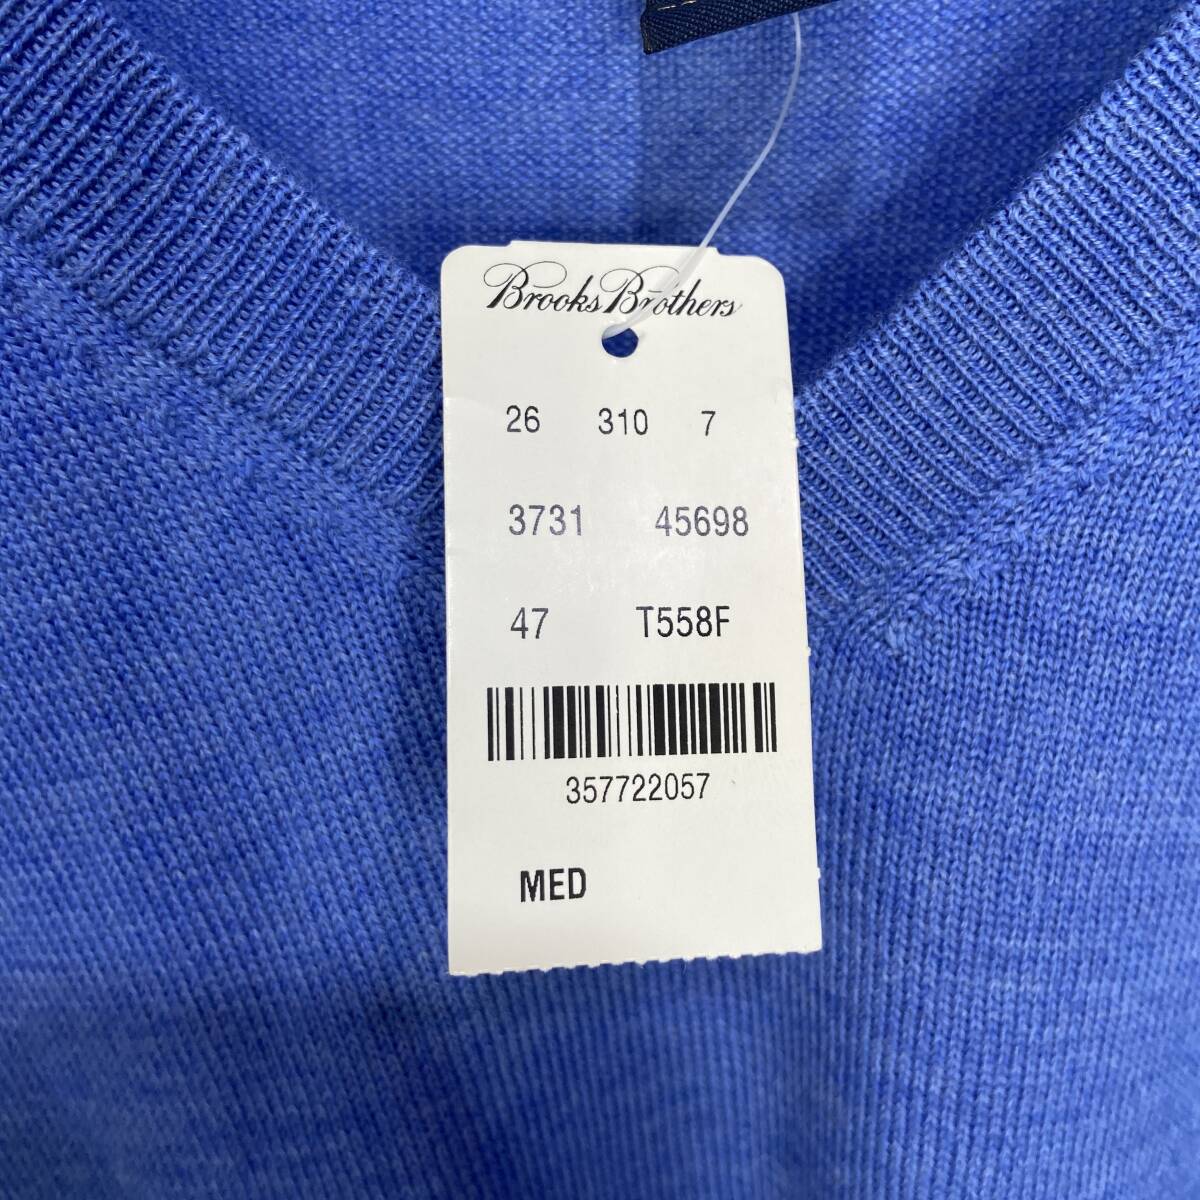 Brooks Brothers
26 310 7
3731 45698
47 T558F
357722057
MED